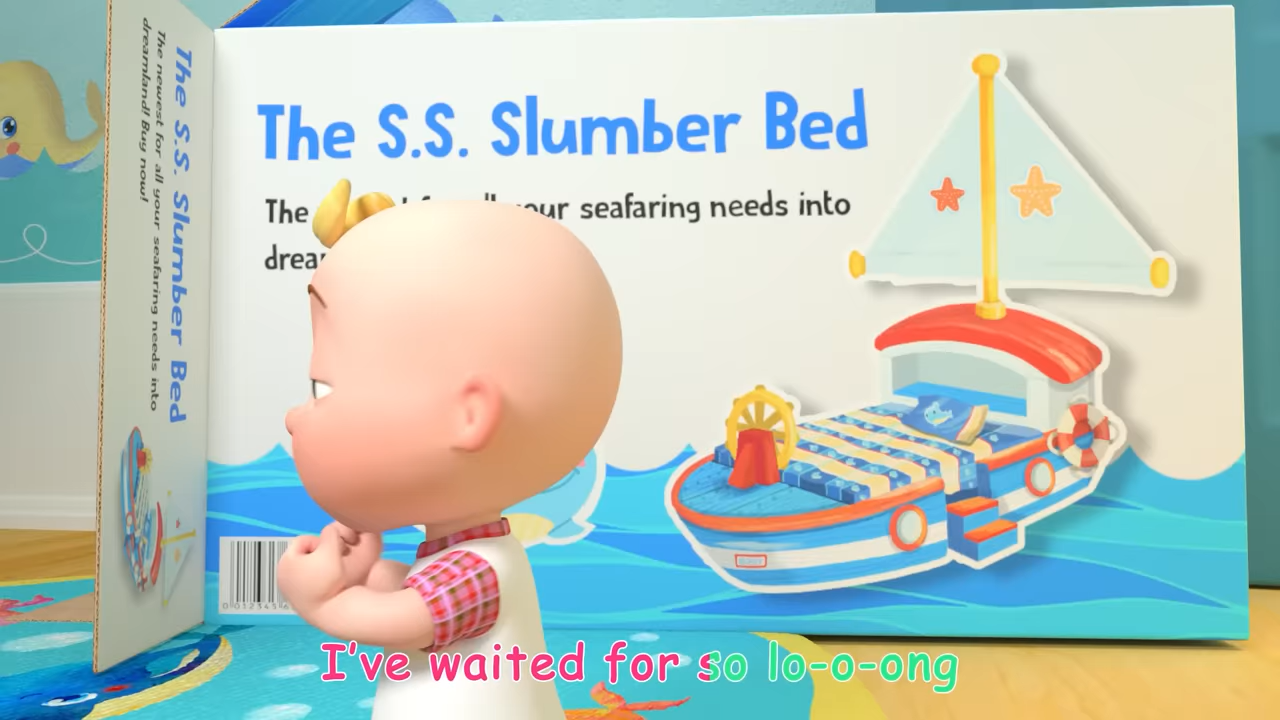 The S.S. Slumber Bed
The newest for all your seafaring needs into
dreamland! Buy now!
The S.S. Slumber Bed
The your seafaring needs into
I've waited for so lo-o-ong